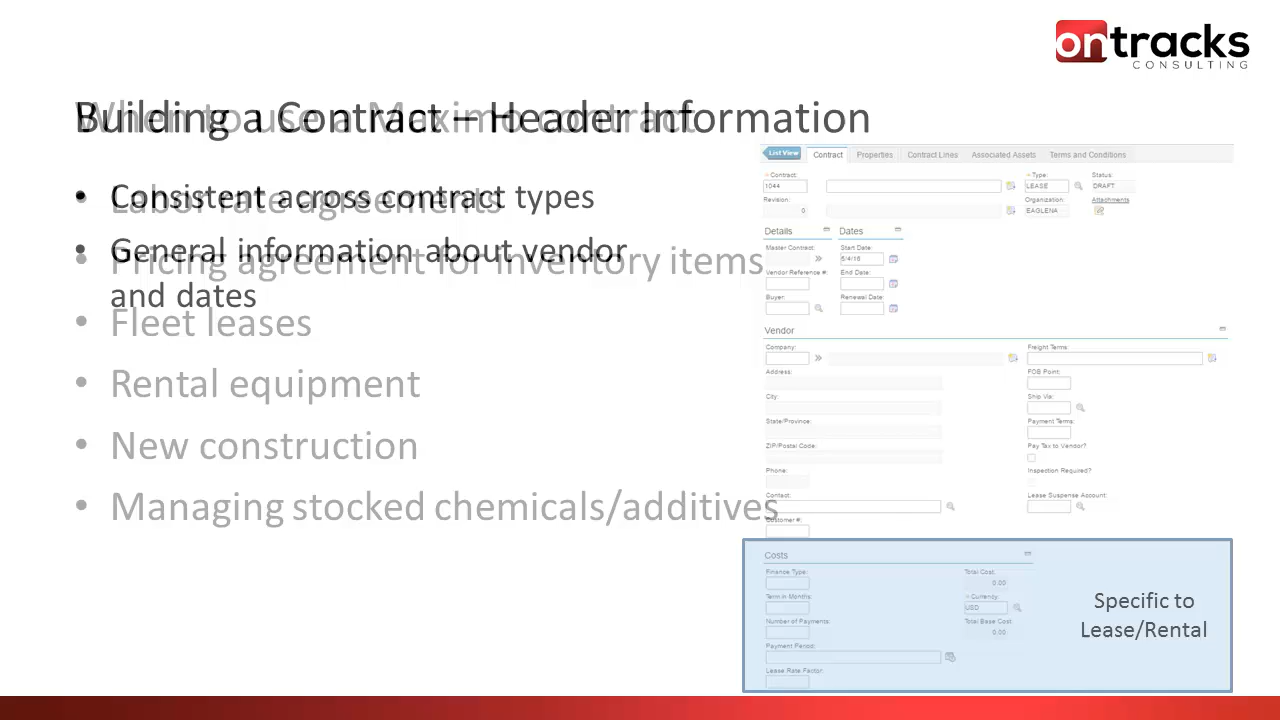 ontracks
CONSULTING
Building a Contract – Header Information
When to use a Maximo contract
• Consistent across contract types
• General information about vendor
and dates
• Labor rate agreements
• Pricing agreement for inventory items
• Fleet leases
• Rental equipment
• New construction
• Managing stocked chemicals/additives
List View Contract Properties Contract Lines Associated Assets Terms and Conditions
Contract: Type: Status:
1044 LEASE DRAFT
Revision: Organization: Attachments
0 EAGLENA
Details Dates
Master Contract: Start Date:
5/4/16
Vendor Reference #: End Date:
Buyer: Renewal Date:
Vendor
Company: Freight Terms:
Address: FOB Point:
City: Ship Via:
State/Province: Payment Terms:
ZIP/Postal Code: Pay Tax to Vendor?
Phone: Inspection Required?
Contact: Lease Suspense Account:
Customer #:
Costs
Finance Type: Total Cost:
0.00
Term in Months: Currency:
USD
Number of Payments: Total Base Cost:
0.00
Payment Period:
Lease Rate Factor:
Specific to
Lease/Rental